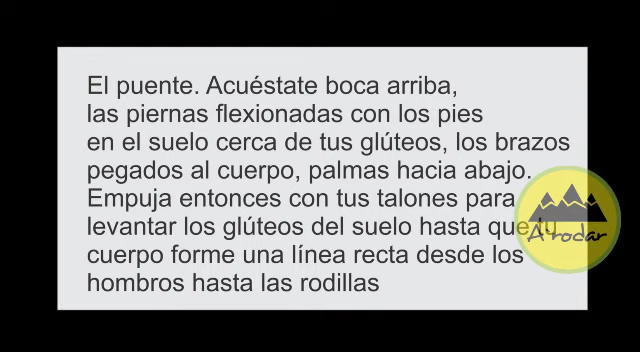 El puente. Acuéstate boca arriba,
las piernas flexionadas con los pies
en el suelo cerca de tus glúteos, los brazos
pegados al cuerpo, palmas hacia abajo.
Empuja entonces con tus talones para
levantar los glúteos del suelo hasta que tu
cuerpo forme una línea recta desde los
hombros hasta las rodillas
A rodar